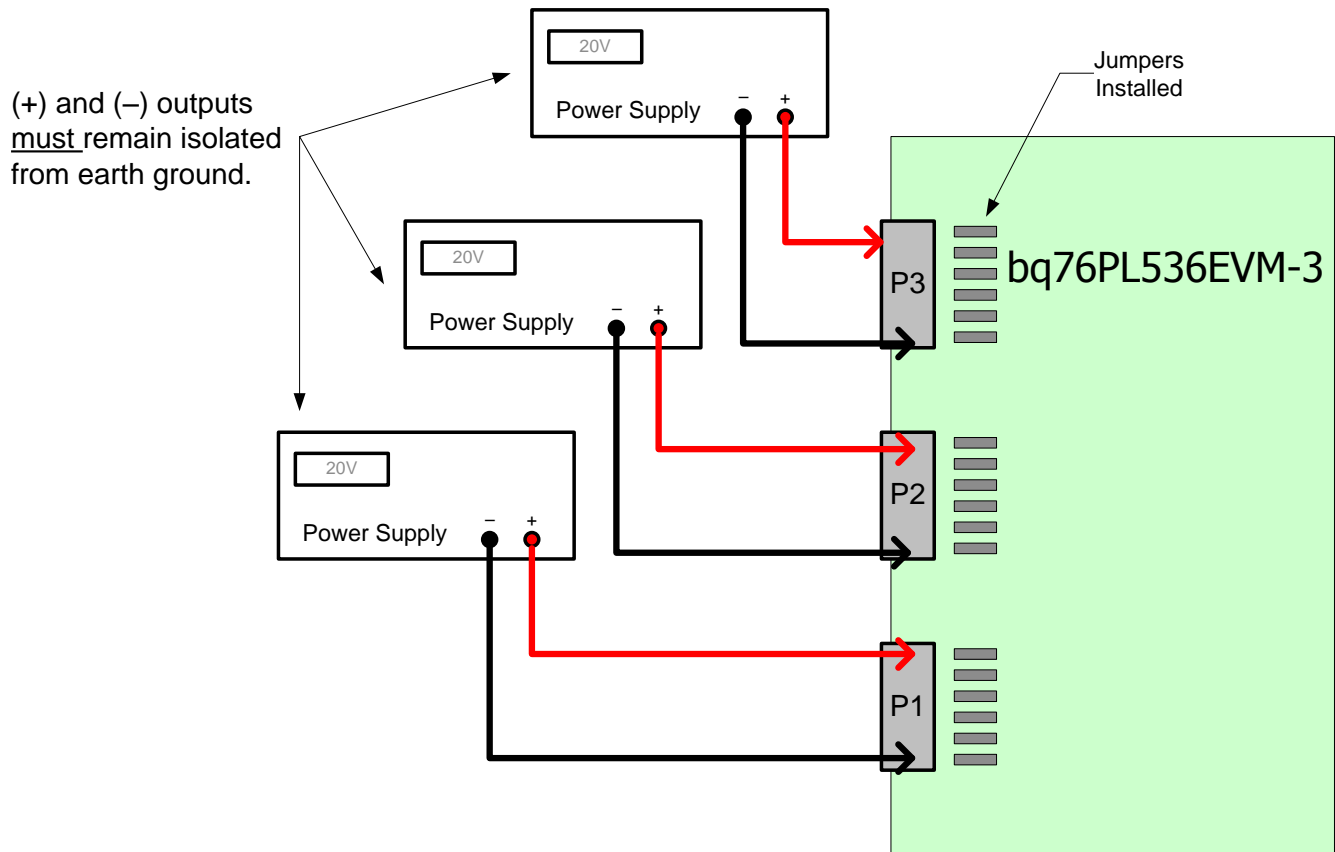 20V
– +
Power Supply
Jumpers
Installed
(+) and (–) outputs
must remain isolated
from earth ground.
20V
– +
Power Supply
P3
bq76PL536EVM-3
20V
– +
Power Supply
P2
P1